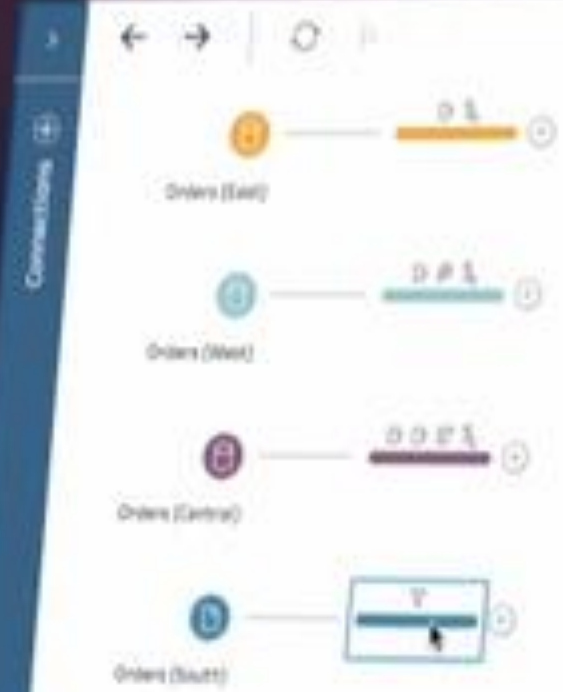 Connections
Orders (East)
Orders (West)
Orders (Central)
Orders (South)